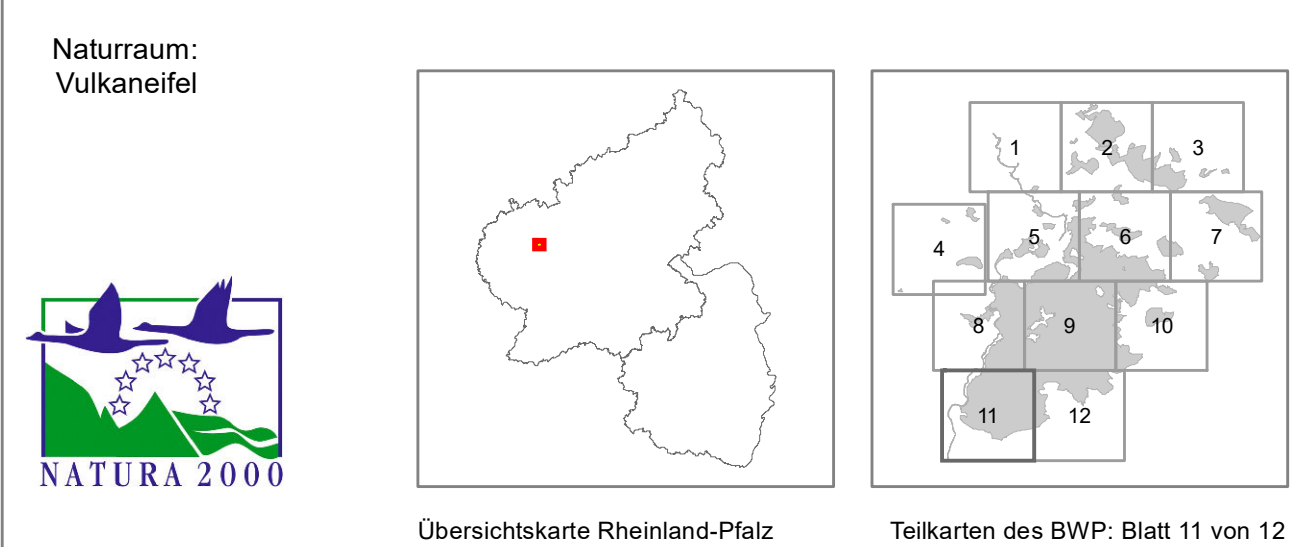 Naturraum:
Vulkaneifel
NATURA 2000
Übersichtskarte Rheinland-Pfalz
1
2
3
4
5
6
7
8
9
10
11
12
Teilkarten des BWP: Blatt 11 von 12